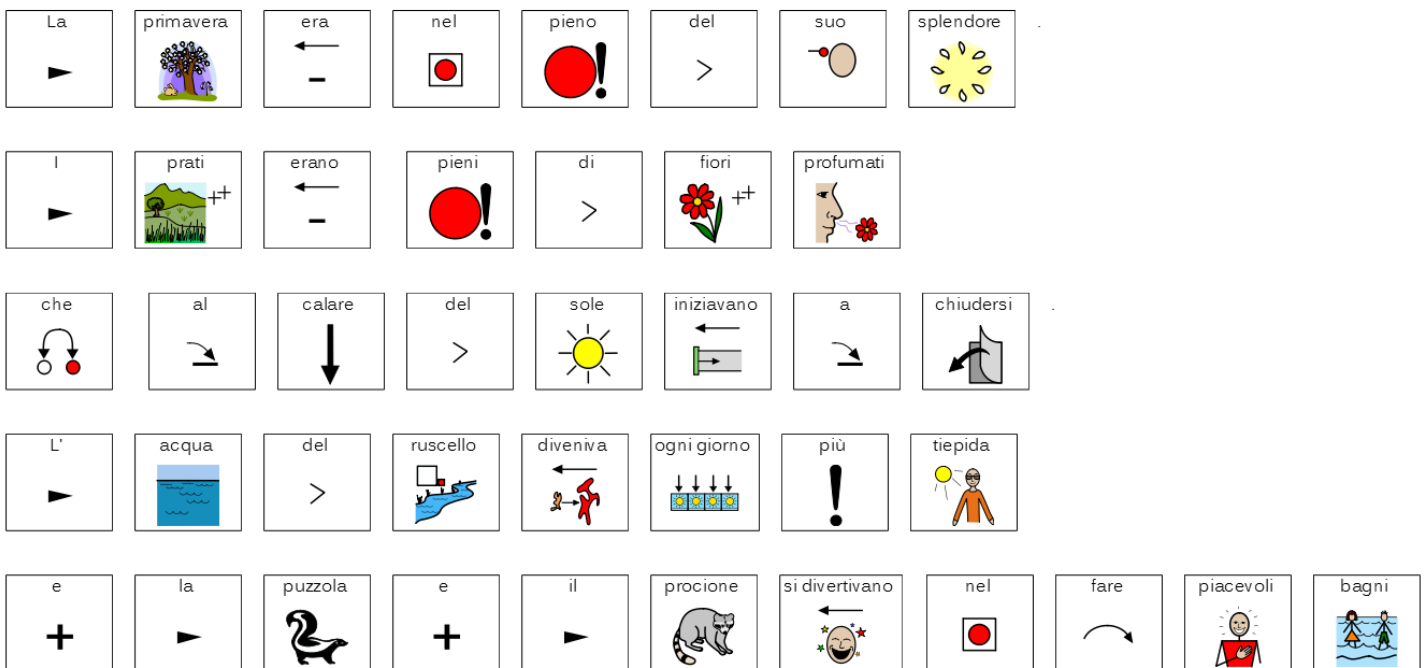 La primavera era nel pieno del suo splendore .
I prati erano pieni di fiori profumati
che al calare del sole iniziavano a chiudersi .
L' acqua del ruscello diveniva ogni giorno più tiepida
e la puzzola e il procione si divertivano nel fare piacevoli bagni